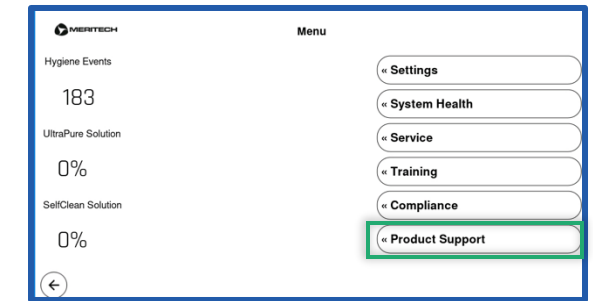 MERITECH
Menu
Hygiene Events
183
UltraPure Solution
0%
SelfClean Solution
0%
« Settings
« System Health
« Service
« Training
« Compliance
« Product Support